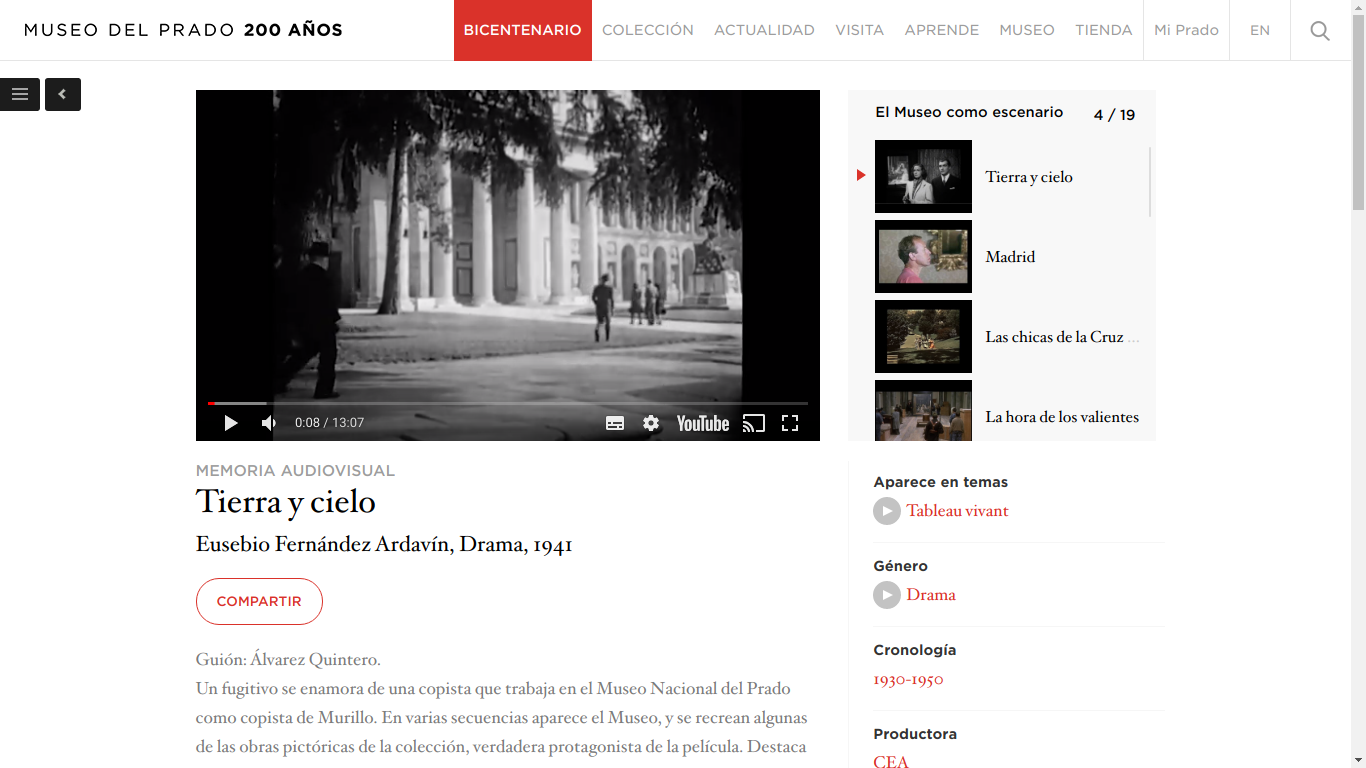 MUSEO DEL PRADO 200 AÑOS
BICENTENARIO COLECCIÓN ACTUALIDAD VISITA APRENDE MUSEO TIENDA Mi Prado EN
El Museo como escenario 4 / 19
Tierra y cielo
Madrid
Las chicas de la Cruz ...
La hora de los valientes
0:08 / 13:07 YouTube
MEMORIA AUDIOVISUAL
Tierra y cielo
Eusebio Fernández Ardavín, Drama, 1941
COMPARTIR
Guión: Álvarez Quintero.
Un fugitivo se enamora de una copista que trabaja en el Museo Nacional del Prado
como copista de Murillo. En varias secuencias aparece el Museo, y se recrean algunas
de las obras pictóricas de la colección, verdadera protagonista de la película. Destaca
Aparece en temas
Tableau vivant
Género
Drama
Cronología
1930-1950
Productora
CEA